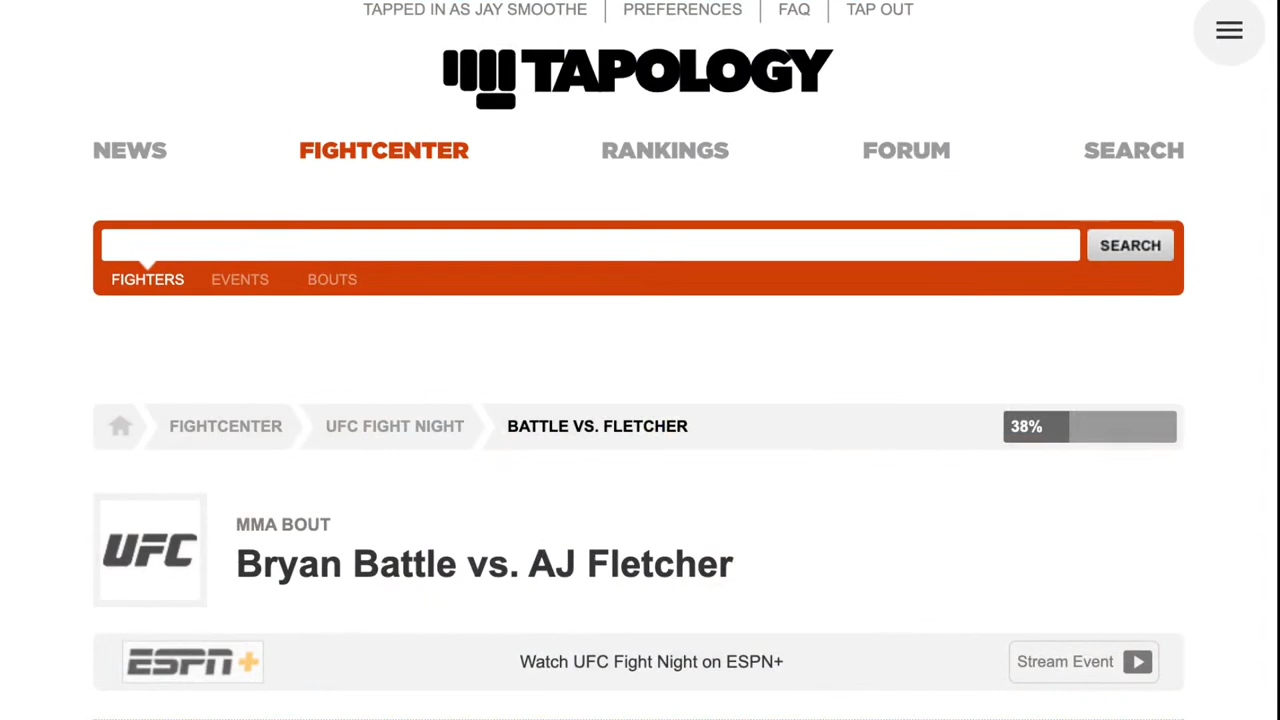 TAPPED IN AS JAY SMOOTHE PREFERENCES FAQ TAP OUT
TAPOLOGY
NEWS FIGHTCENTER RANKINGS FORUM SEARCH
SEARCH
FIGHTERS EVENTS BOUTS
FIGHTCENTER UFC FIGHT NIGHT BATTLE VS. FLETCHER 38%
UFC
MMA BOUT
Bryan Battle vs. AJ Fletcher
ESPN+ Watch UFC Fight Night on ESPN+ Stream Event